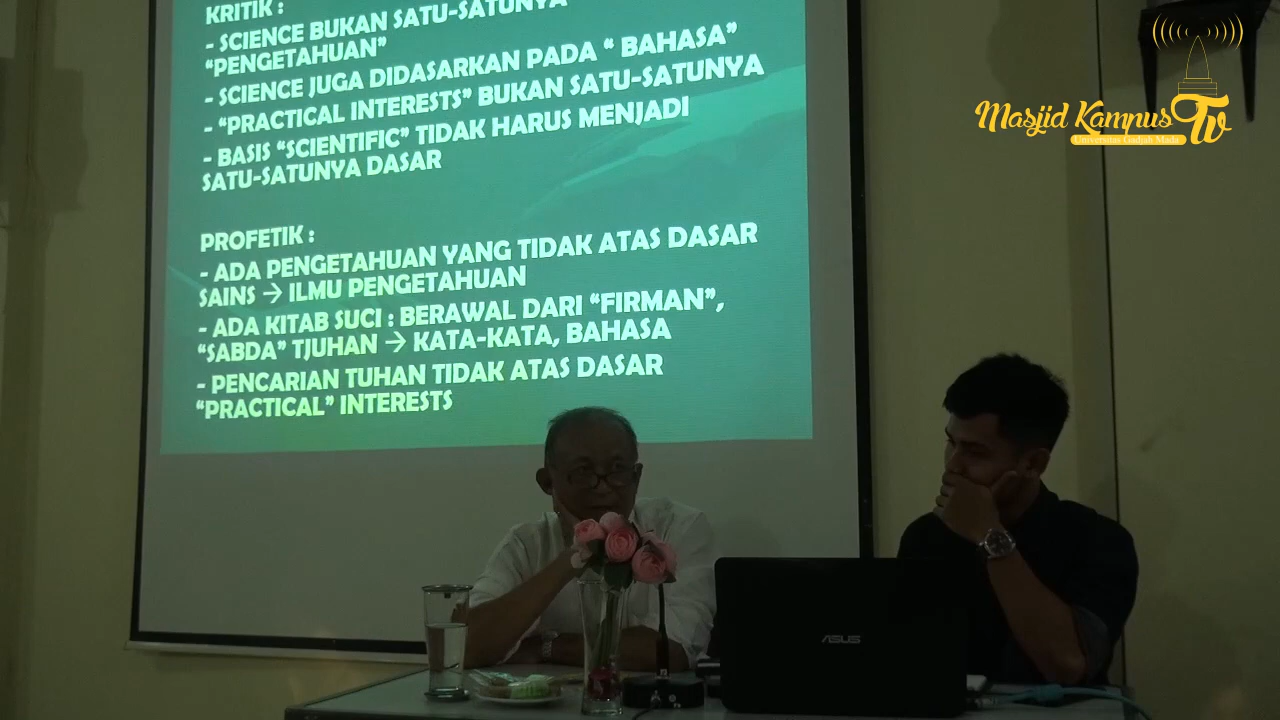 KRITIK :
- SCIENCE BUKAN SATU-SATUNYA
"PENGETAHUAN"
- SCIENCE JUGA DIDASARKAN PADA " BAHASA"
- "PRACTICAL INTERESTS" BUKAN SATU-SATUNYA
- BASIS "SCIENTIFIC" TIDAK HARUS MENJADI
SATU-SATUNYA DASAR
PROFETIK :
- ADA PENGETAHUAN YANG TIDAK ATAS DASAR
SAINS → ILMU PENGETAHUAN
- ADA KITAB SUCI : BERAWAL DARI "FIRMAN",
"SABDA" TJUHAN → KATA-KATA, BAHASA
- PENCARIAN TUHAN TIDAK ATAS DASAR
"PRACTICAL" INTERESTS
Masjid Kampus Tv
Universitas Gadjah Mada
ASUS